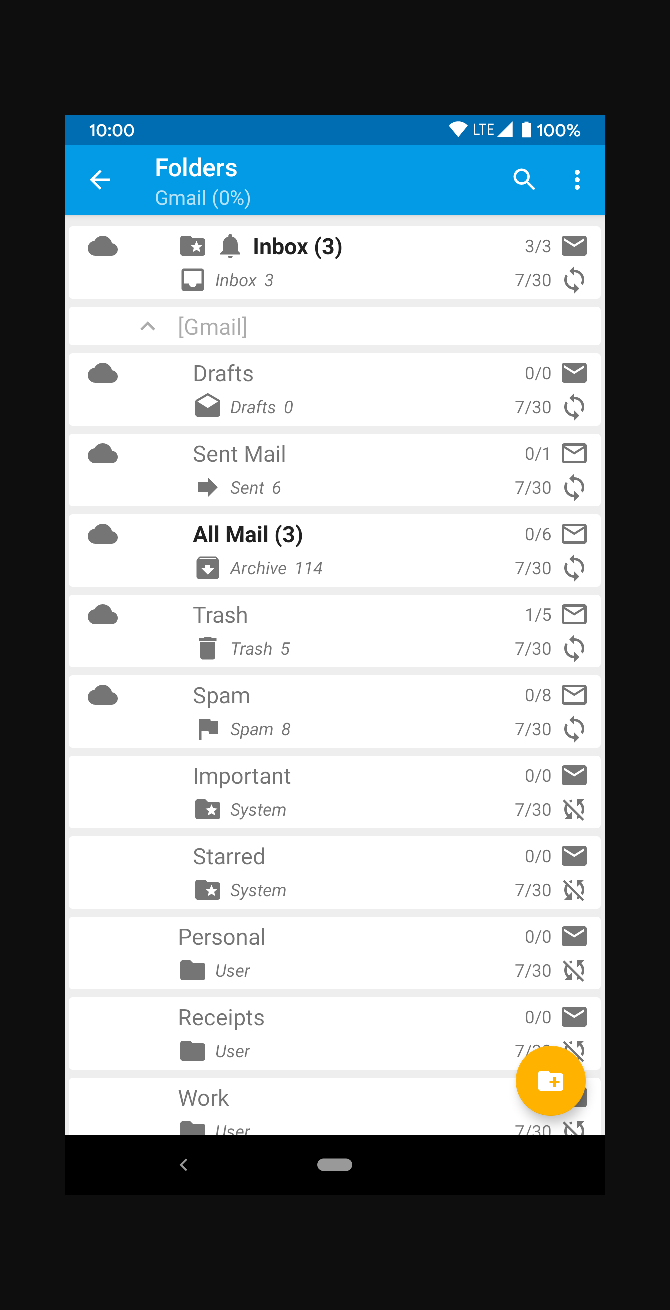 10:00 LTE 100%
Folders
Gmail (0%)
Inbox (3) 3/3
Inbox 3 7/30
[Gmail]
Drafts 0/0
Drafts 0 7/30
Sent Mail 0/1
Sent 6 7/30
All Mail (3) 0/6
Archive 114 7/30
Trash 1/5
Trash 5 7/30
Spam 0/8
Spam 8 7/30
Important 0/0
System 7/30
Starred 0/0
System 7/30
Personal 0/0
User 7/30
Receipts 0/0
User
Work
User 7/30